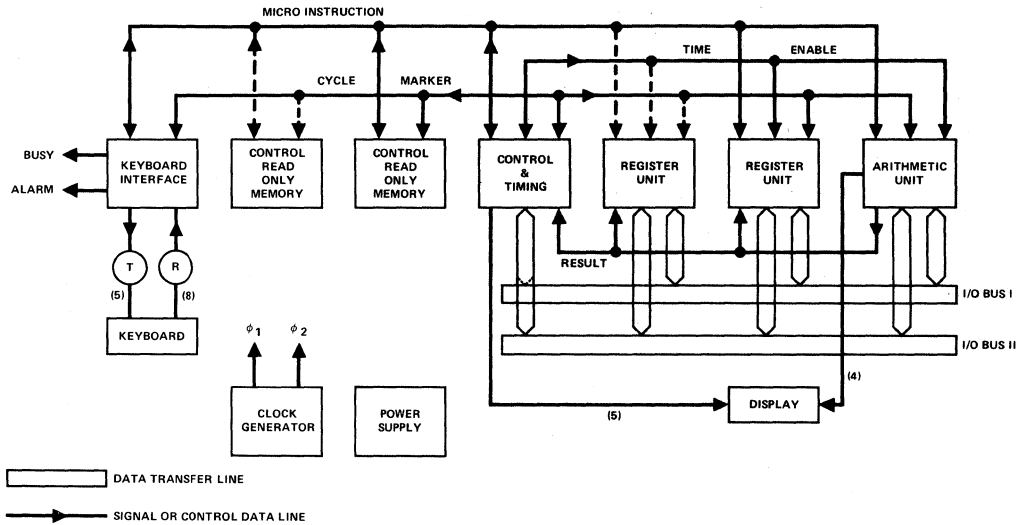 MICRO INSTRUCTION
TIME ENABLE
CYCLE MARKER
BUSY
ALARM
KEYBOARD
INTERFACE
CONTROL
READ
ONLY
MEMORY
CONTROL
READ
ONLY
MEMORY
CONTROL
&
TIMING
REGISTER
UNIT
REGISTER
UNIT
ARITHMETIC
UNIT
T
R
(5)
(8)
KEYBOARD
RESULT
I/O BUS I
I/O BUS II
ϕ1
ϕ2
CLOCK
GENERATOR
POWER
SUPPLY
(5)
DISPLAY
(4)
DATA TRANSFER LINE
SIGNAL OR CONTROL DATA LINE